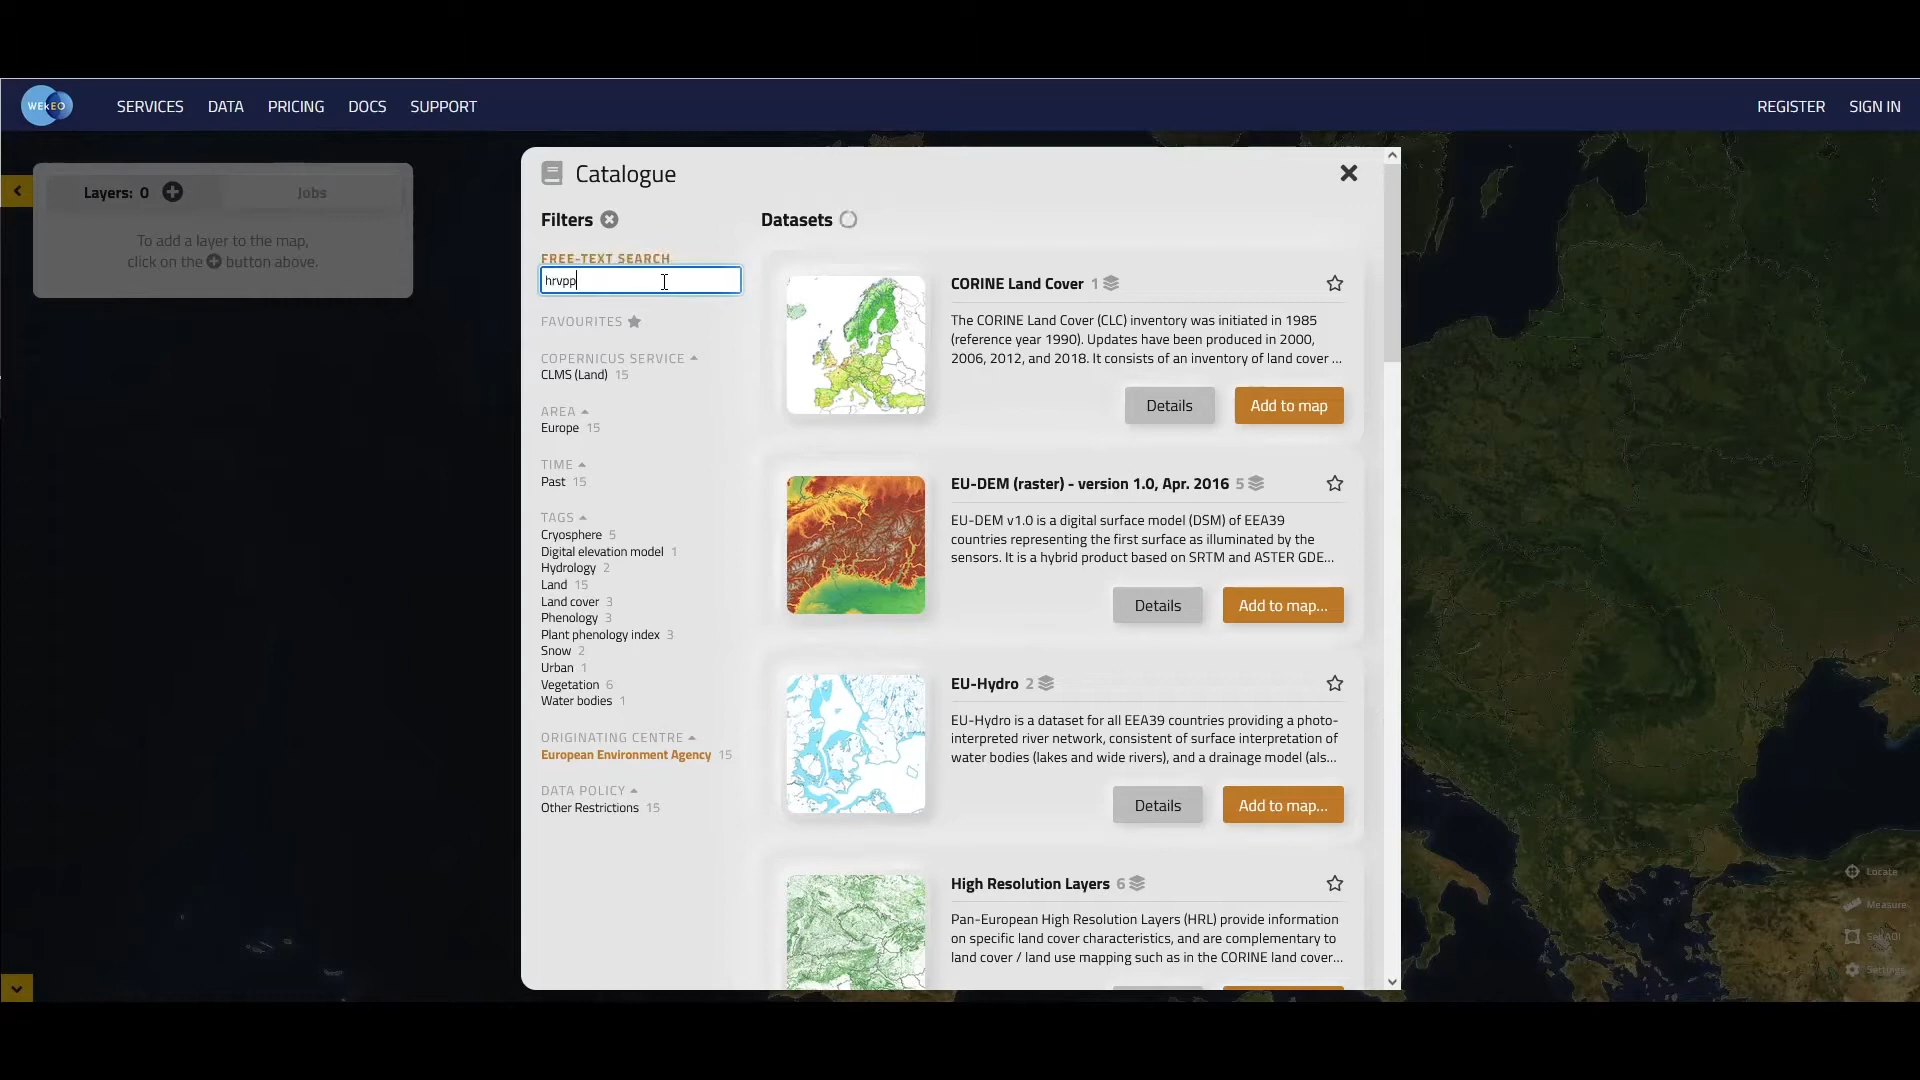 WEkEO
SERVICES
DATA
PRICING
DOCS
SUPPORT
REGISTER
SIGN IN
Layers: 0
Jobs
To add a layer to the map,
click on the button above.
Catalogue
Filters
FREE-TEXT SEARCH
hrvpp
FAVOURITES
COPERNICUS SERVICE
CLMS (Land) 15
AREA
Europe 15
TIME
Past 15
TAGS
Cryosphere 5
Digital elevation model 1
Hydrology 2
Land 15
Land cover 3
Phenology 3
Plant phenology index 3
Snow 2
Urban 1
Vegetation 6
Water bodies 1
ORIGINATING CENTRE
European Environment Agency 15
DATA POLICY
Other Restrictions 15
Datasets
CORINE Land Cover 1
The CORINE Land Cover (CLC) inventory was initiated in 1985
(reference year 1990). Updates have been produced in 2000,
2006, 2012, and 2018. It consists of an inventory of land cover ...
Details
Add to map
EU-DEM (raster) - version 1.0, Apr. 2016 5
EU-DEM v1.0 is a digital surface model (DSM) of EEA39
countries representing the first surface as illuminated by the
sensors. It is a hybrid product based on SRTM and ASTER GDE...
Details
Add to map...
EU-Hydro 2
EU-Hydro is a dataset for all EEA39 countries providing a photo-
interpreted river network, consistent of surface interpretation of
water bodies (lakes and wide rivers), and a drainage model (als...
Details
Add to map...
High Resolution Layers 6
Pan-European High Resolution Layers (HRL) provide information
on specific land cover characteristics, and are complementary to
land cover / land use mapping such as in the CORINE land cover...
Locate
Measure
Set AOI
Settings